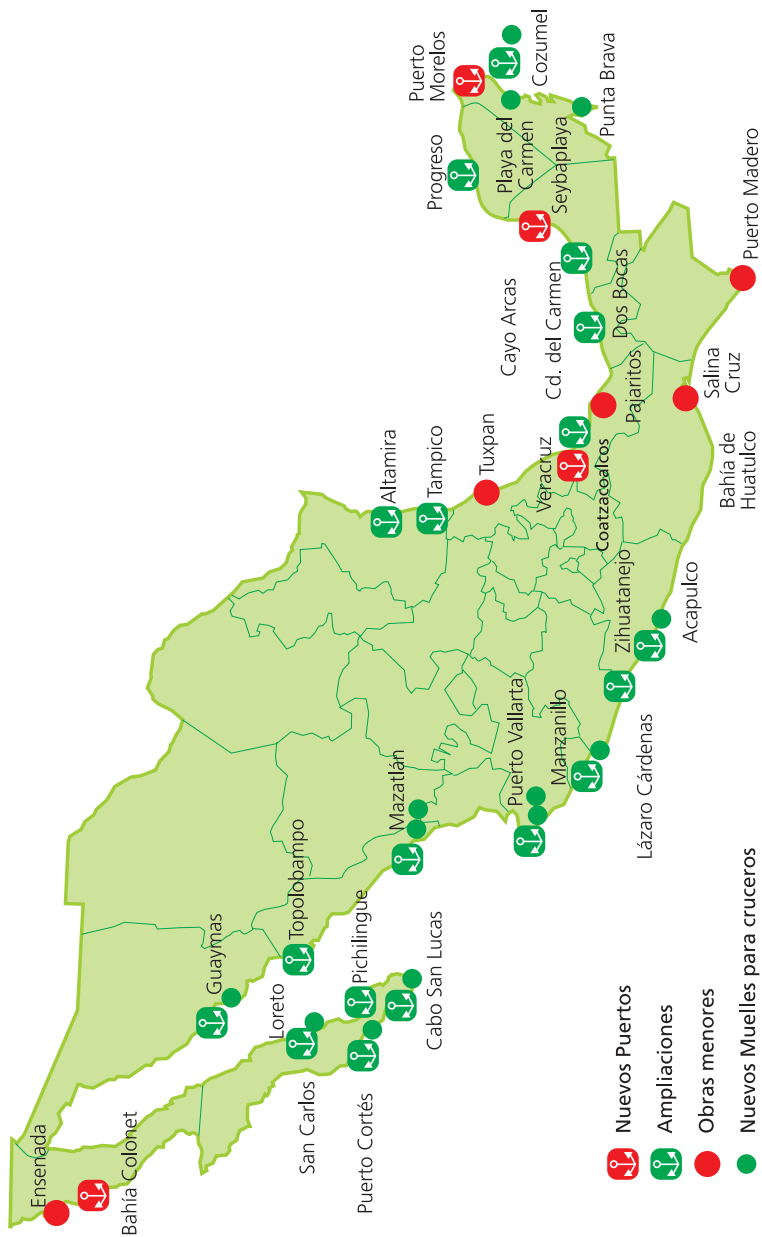 Ensenada
Bahía Colonet
Guaymas
Loreto
San Carlos
Puerto Cortés
Topolobampo
Pichilingue
Cabo San Lucas
Mazatlán
Puerto Vallarta
Manzanillo
Lázaro Cárdenas
Zihuatanejo
Acapulco
Altamira
Tampico
Tuxpan
Veracruz
Coatzacoalcos
Pajaritos
Bahía de
Huatulco
Salina
Cruz
Puerto Madero
Cayo Arcas
Cd. del Carmen
Dos Bocas
Seybaplaya
Progreso
Puerto
Morelos
Playa del
Carmen
Cozumel
Punta Brava
Nuevos Puertos
Ampliaciones
Obras menores
Nuevos Muelles para cruceros